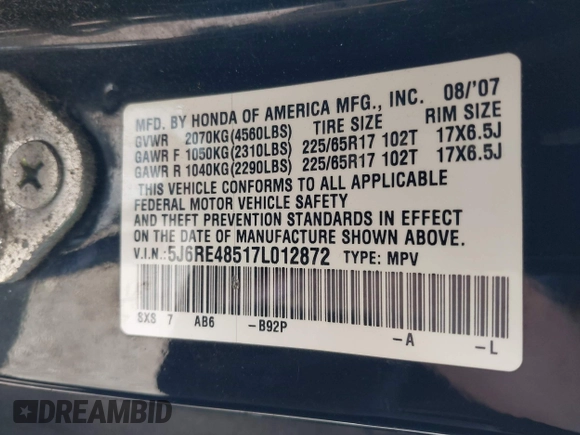 MFD. BY HONDA OF AMERICA MFG., INC. 08/'07
GVWR 2070KG(4560LBS) TIRE SIZE RIM SIZE
GAWR F 1050KG(2310LBS) 225/65R17 102T 17X6.5J
GAWR R 1040KG(2290LBS) 225/65R17 102T 17X6.5J
THIS VEHICLE CONFORMS TO ALL APPLICABLE
FEDERAL MOTOR VEHICLE SAFETY
AND THEFT PREVENTION STANDARDS IN EFFECT
ON THE DATE OF MANUFACTURE SHOWN ABOVE.
V.I.N.:5J6RE48517L012872 TYPE: MPV
SXS 7 AB6 -B92P -A -L
DREAMBID